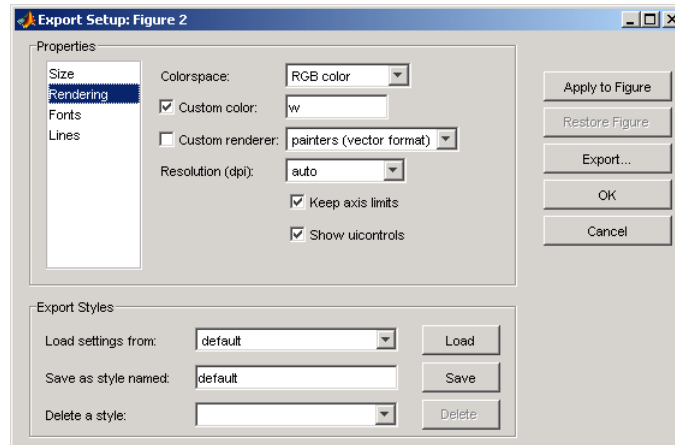 Export Setup: Figure 2
Properties
Size
Rendering
Fonts
Lines
Colorspace: RGB color
Custom color: w
Custom renderer: painters (vector format)
Resolution (dpi): auto
Keep axis limits
Show uicontrols
Apply to Figure
Restore Figure
Export...
OK
Cancel
Export Styles
Load settings from: default Load
Save as style named: default Save
Delete a style: Delete